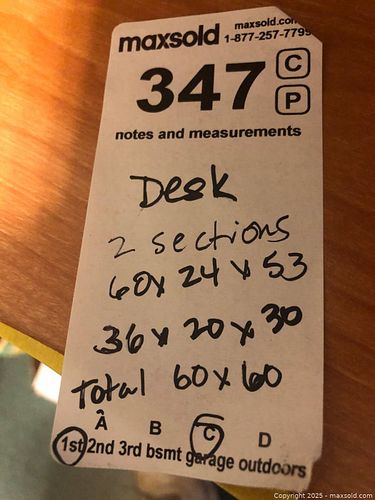 maxsold maxsold.com
1-877-257-7795
347 C
P
notes and measurements
Desk
2 sections
60x 24 x 53
36 x 20 x 30
Total 60 x 60
A B C D
1st 2nd 3rd bsmt garage outdoors
Copyright 2025 - maxsold.com